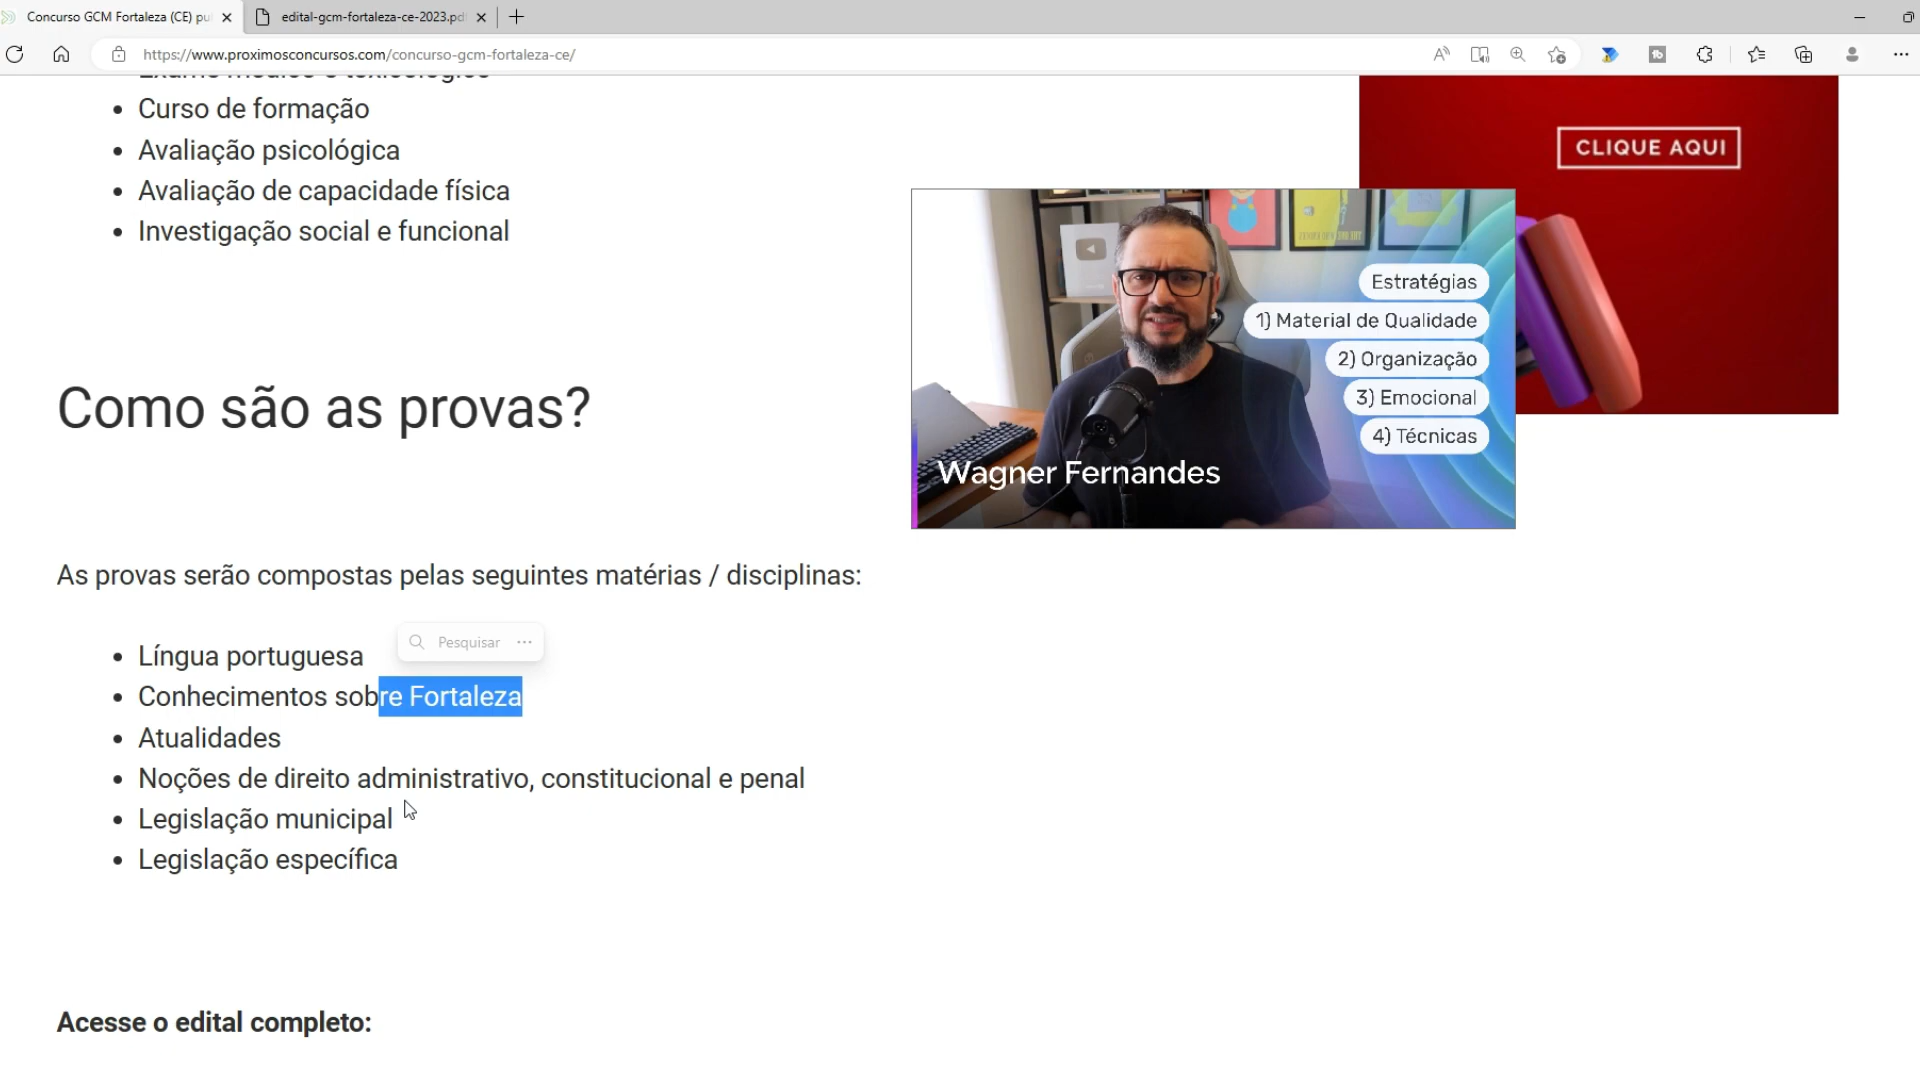 Concurso GCM Fortaleza (CE) pu
edital-gcm-fortaleza-ce-2023.pdf
https://www.proximosconcursos.com/concurso-gcm-fortaleza-ce/
Exame médico e toxicológico
• Curso de formação
• Avaliação psicológica
• Avaliação de capacidade física
• Investigação social e funcional
CLIQUE AQUI
Estratégias
1) Material de Qualidade
2) Organização
3) Emocional
4) Técnicas
Wagner Fernandes
Como são as provas?
As provas serão compostas pelas seguintes matérias / disciplinas:
Pesquisar
• Língua portuguesa
• Conhecimentos sobre Fortaleza
• Atualidades
• Noções de direito administrativo, constitucional e penal
• Legislação municipal
• Legislação específica
Acesse o edital completo: